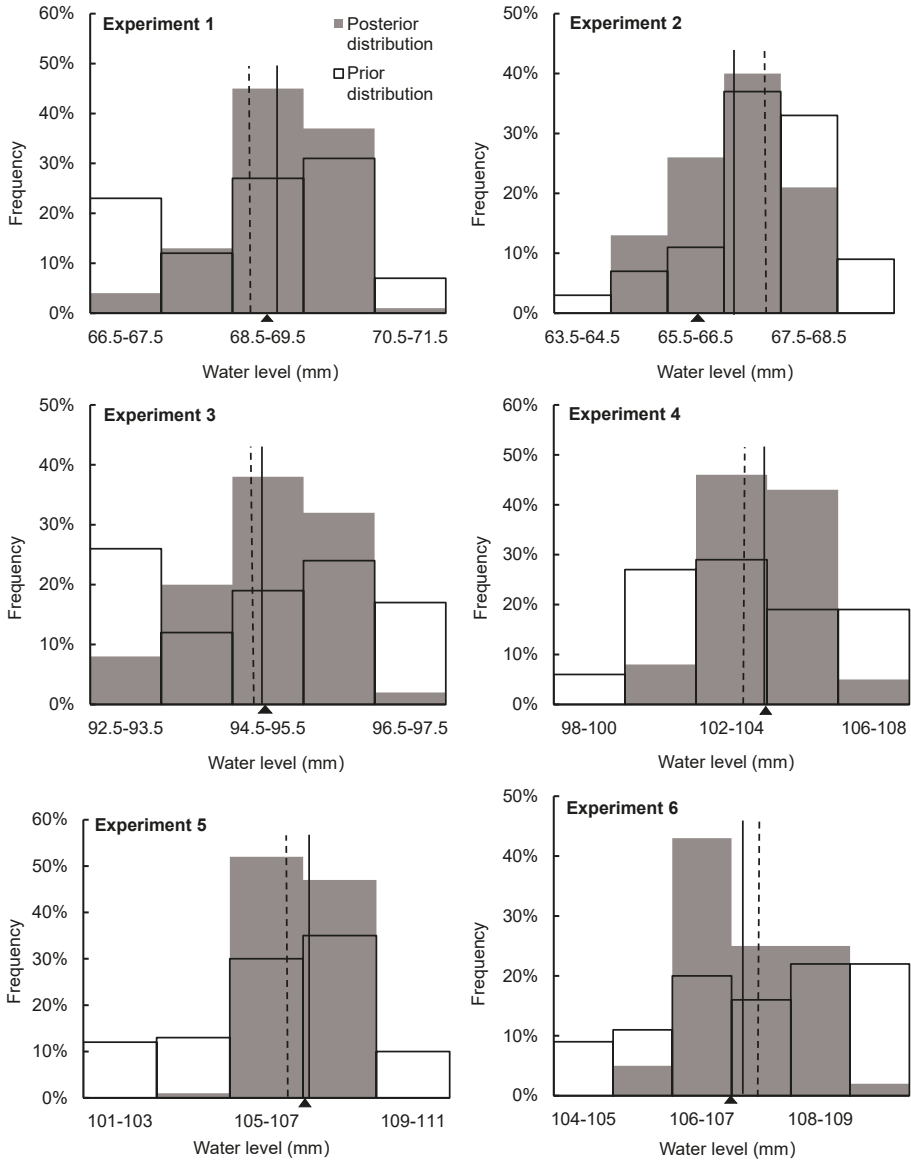 Experiment 1
Posterior
distribution
Prior
distribution
60%
50%
40%
30%
20%
10%
0%
Frequency
66.5-67.5 68.5-69.5 70.5-71.5
Water level (mm)
Experiment 2
50%
40%
30%
20%
10%
0%
Frequency
63.5-64.5 65.5-66.5 67.5-68.5
Water level (mm)
Experiment 3
50%
40%
30%
20%
10%
0%
Frequency
92.5-93.5 94.5-95.5 96.5-97.5
Water level (mm)
Experiment 4
60%
50%
40%
30%
20%
10%
0%
Frequency
98-100 102-104 106-108
Water level (mm)
Experiment 5
60%
50%
40%
30%
20%
10%
0%
Frequency
101-103 105-107 109-111
Water level (mm)
Experiment 6
50%
40%
30%
20%
10%
0%
Frequency
104-105 106-107 108-109
Water level (mm)